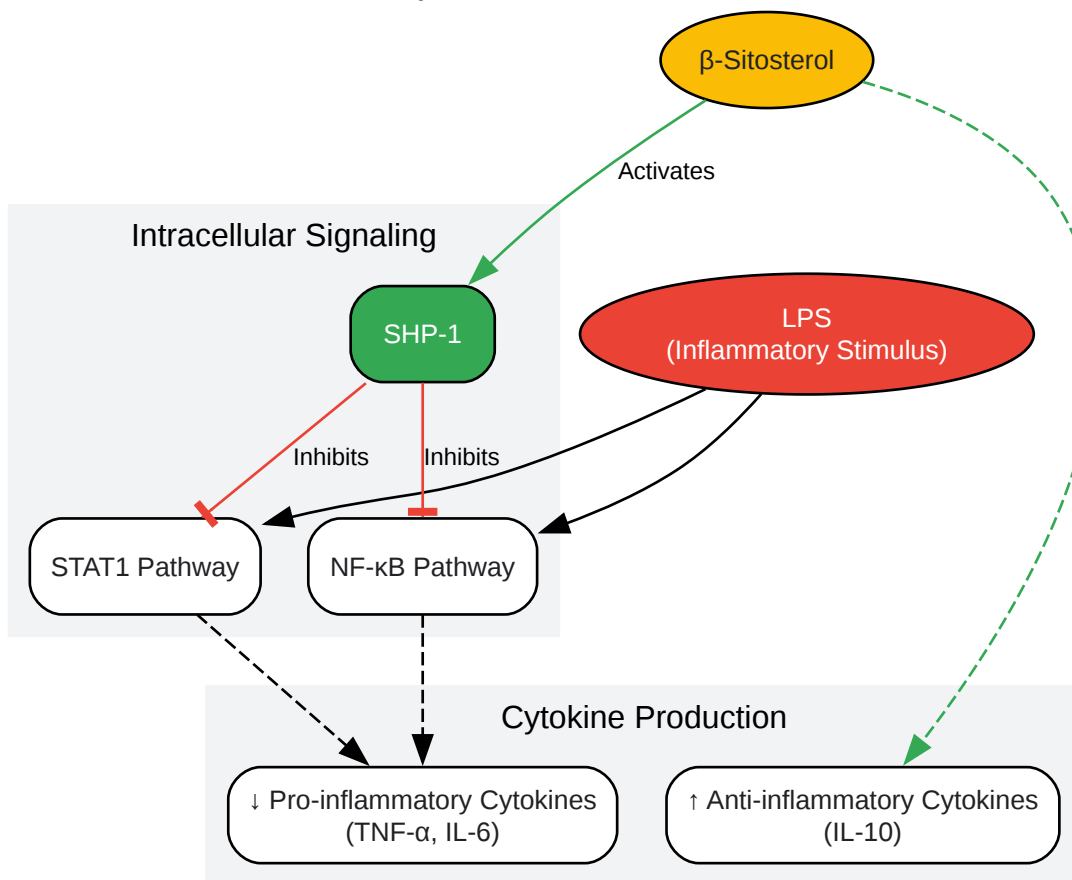 β-Sitosterol
Activates
Intracellular Signaling
SHP-1
LPS
(Inflammatory Stimulus)
Inhibits
Inhibits
STAT1 Pathway
NF-κB Pathway
Cytokine Production
↓ Pro-inflammatory Cytokines
(TNF-α, IL-6)
↑ Anti-inflammatory Cytokines
(IL-10)